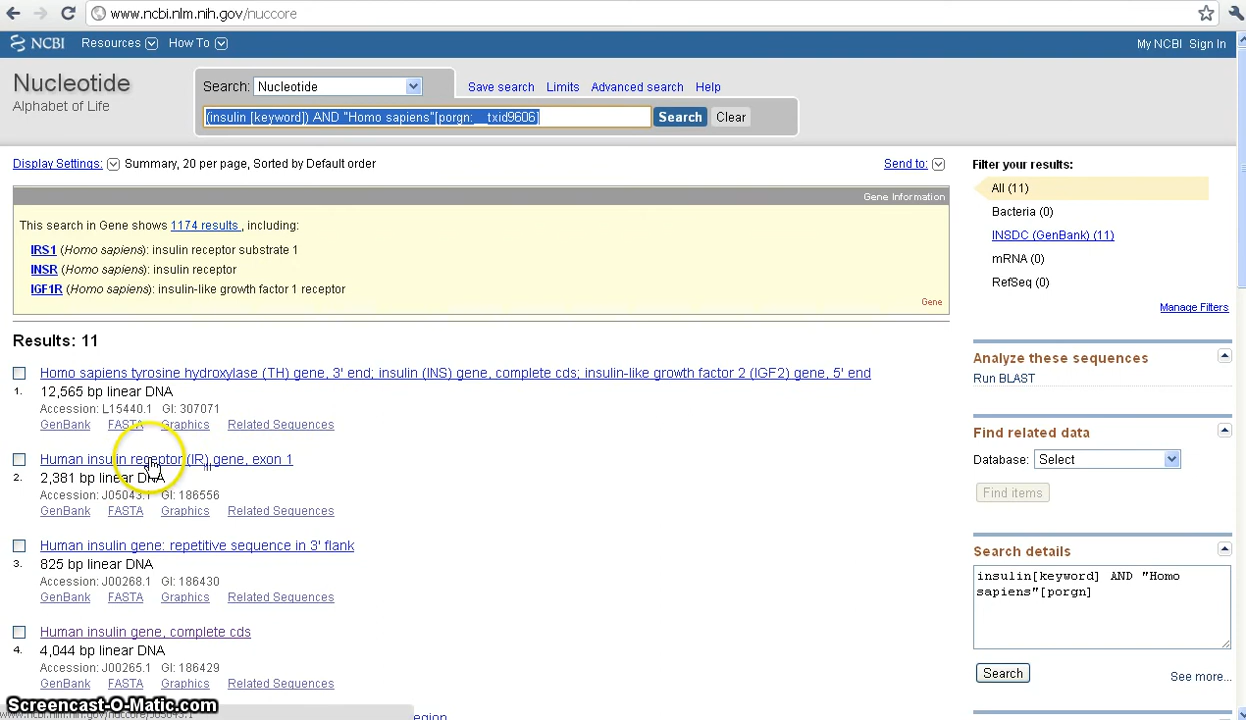 www.ncbi.nlm.nih.gov/nuccore
NCBI Resources How To My NCBI Sign In
Nucleotide
Alphabet of Life
Search: Nucleotide Save search Limits Advanced search Help
(insulin [keyword]) AND "Homo sapiens"[porgn:__txid9606] Search Clear
Display Settings: Summary, 20 per page, Sorted by Default order Send to:
Gene Information
This search in Gene shows 1174 results , including:
IRS1 (Homo sapiens): insulin receptor substrate 1
INSR (Homo sapiens): insulin receptor
IGF1R (Homo sapiens): insulin-like growth factor 1 receptor
Gene
Results: 11
Homo sapiens tyrosine hydroxylase (TH) gene, 3' end; insulin (INS) gene, complete cds; insulin-like growth factor 2 (IGF2) gene, 5' end
1. 12,565 bp linear DNA
Accession: L15440.1 GI: 307071
GenBank FASTA Graphics Related Sequences
Human insulin receptor (IR) gene, exon 1
2. 2,381 bp linear DNA
Accession: J05043.1 GI: 186556
GenBank FASTA Graphics Related Sequences
Human insulin gene: repetitive sequence in 3' flank
3. 825 bp linear DNA
Accession: J00268.1 GI: 186430
GenBank FASTA Graphics Related Sequences
Human insulin gene, complete cds
4. 4,044 bp linear DNA
Accession: J00265.1 GI: 186429
GenBank FASTA Graphics Related Sequences
Filter your results:
All (11)
Bacteria (0)
INSDC (GenBank) (11)
mRNA (0)
RefSeq (0)
Manage Filters
Analyze these sequences
Run BLAST
Find related data
Database: Select
Find items
Search details
insulin[keyword] AND "Homo
sapiens"[porgn]
Search See more...
Screencast-O-Matic.com
egion